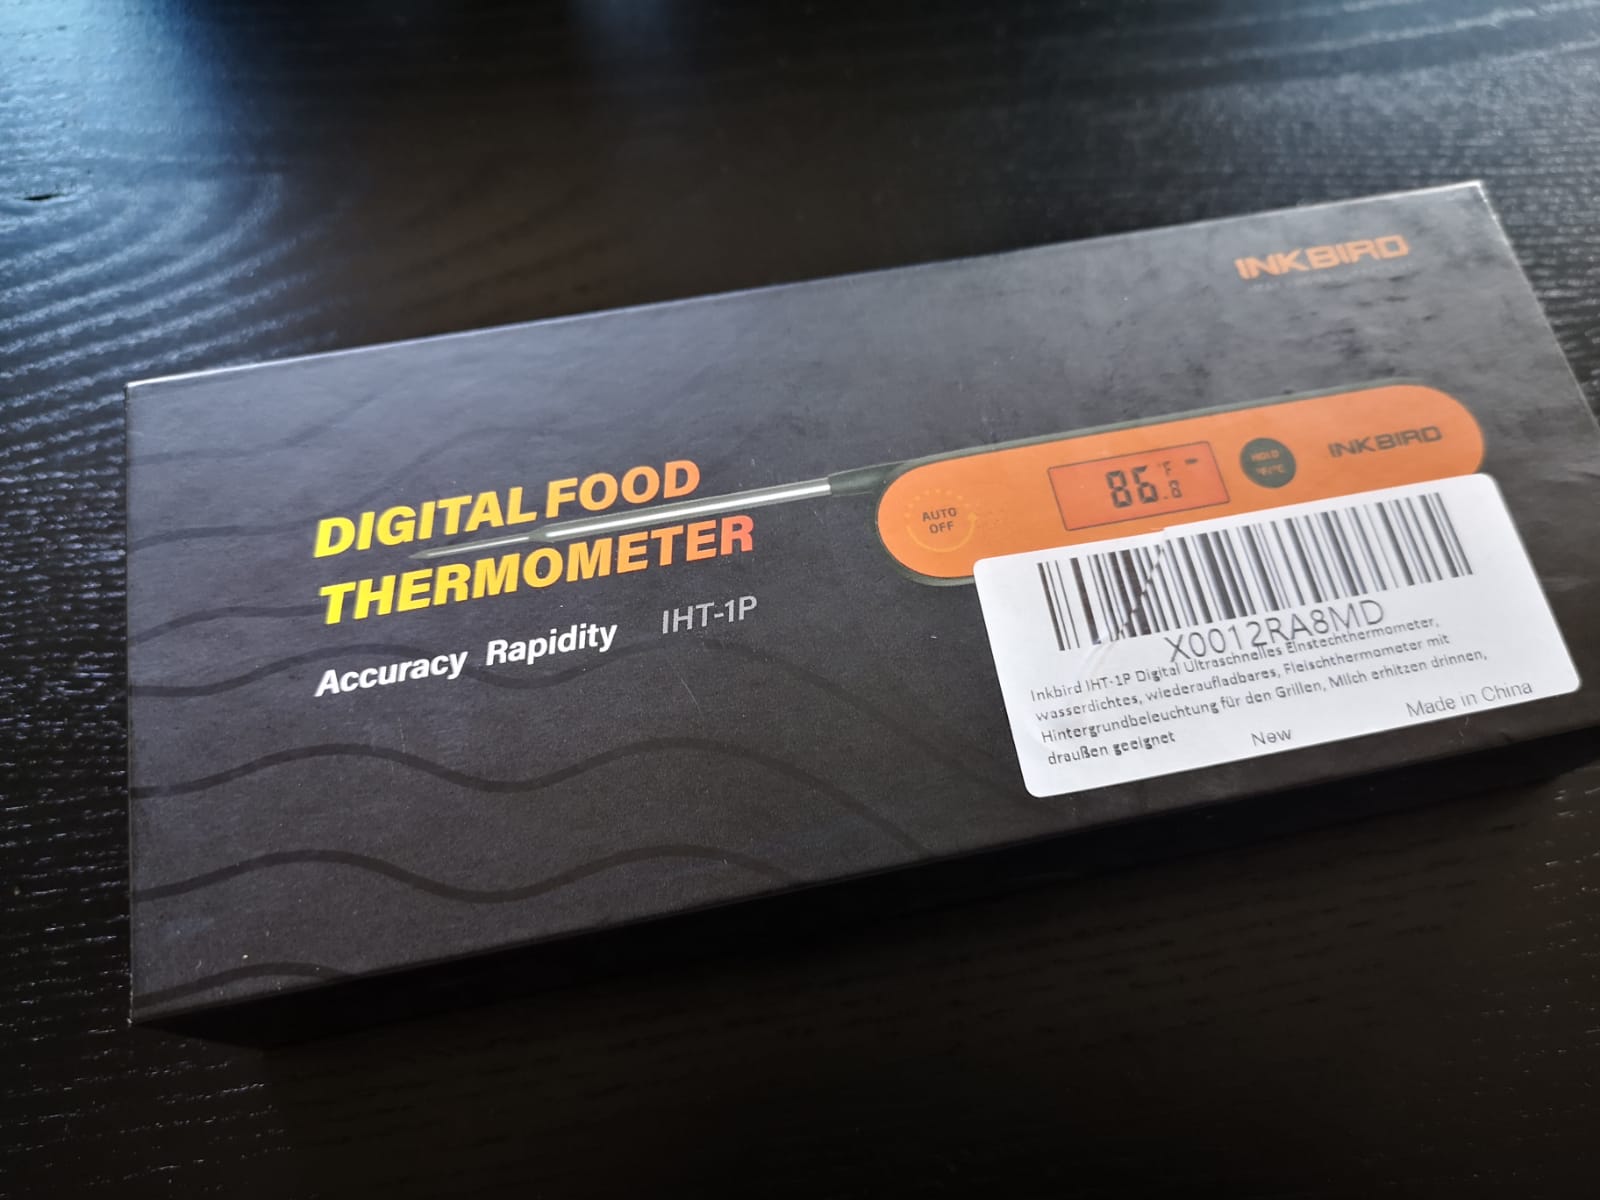 INKBIRD
DIGITAL FOOD
THERMOMETER
Accuracy Rapidity IHT-1P
AUTO
OFF
86.8 °F
HOLD
°F/°C
INKBIRD
X0012RA8MD
Inkbird IHT-1P Digital Ultraschnelles Einstechthermometer,
wasserdichtes, wiederaufladbares, Fleischthermometer mit
Hintergrundbeleuchtung für den Grillen, Milch erhitzen drinnen,
draußen geeignet
New
Made in China